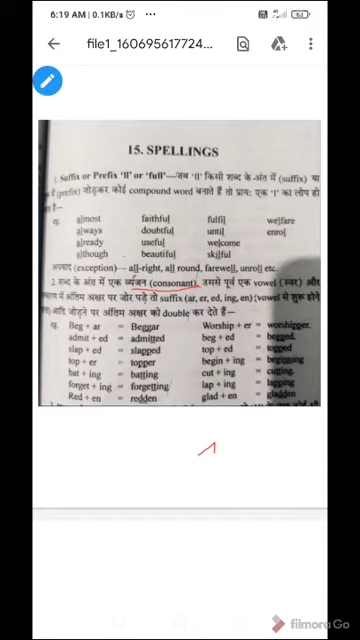 6:19 AM | 0.1KB/s
file1_160695617724...
15. SPELLINGS
1. Suffix or Prefix 'll' or 'full'—जब 'll' किसी शब्द के अंत में (suffix) या
(prefix) जोड़कर कोई compound word बनाते हैं तो प्रायः एक 'l' का लोप हो
है—
eg. almost faithful fulfil welfare
always doubtful until enrol
already useful welcome
although beautiful skilful
अपवाद (exception)— all-right, all round, farewell, unroll etc.
2. शब्द के अंत में एक व्यंजन (consonant), उससे पूर्व एक vowel (स्वर) और
में अंतिम अक्षर पर जोर पड़े तो suffix (ar, er, ed, ing, en) (vowel से शुरू होने
आदि जोड़ने पर अंतिम अक्षर को double कर देते हैं—
eg. Beg + ar = Beggar Worship + er = worshipper.
admit + ed = admitted beg + ed = begged.
slap + ed = slapped top + ed = topped
top + er = topper begin + ing = beginning
bat + ing = batting cut + ing = cutting.
forget + ing = forgetting lap + ing = lapping
Red + en = redden glad + en = gladden
filmoraGo